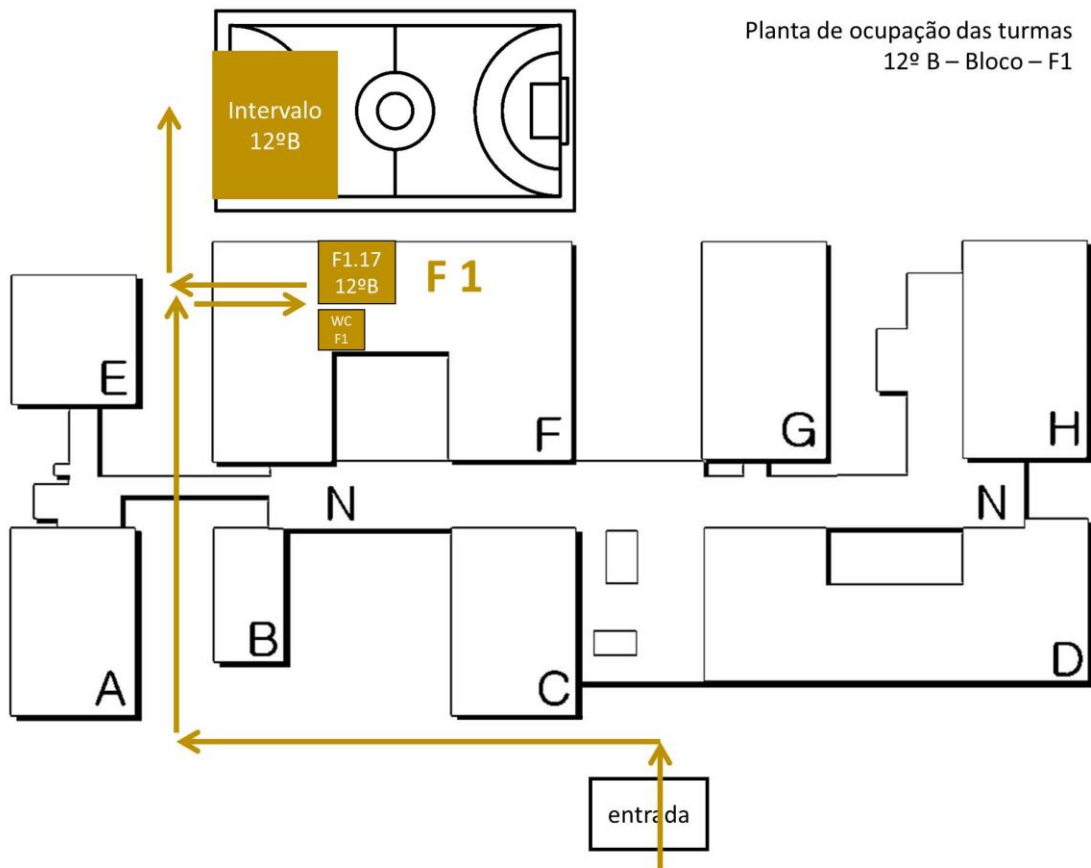 Planta de ocupação das turmas
12º B – Bloco – F1
Intervalo
12ºB
F1.17
12ºB
F 1
WC
F1
E
F
G
H
N
N
A
B
C
D
entrada